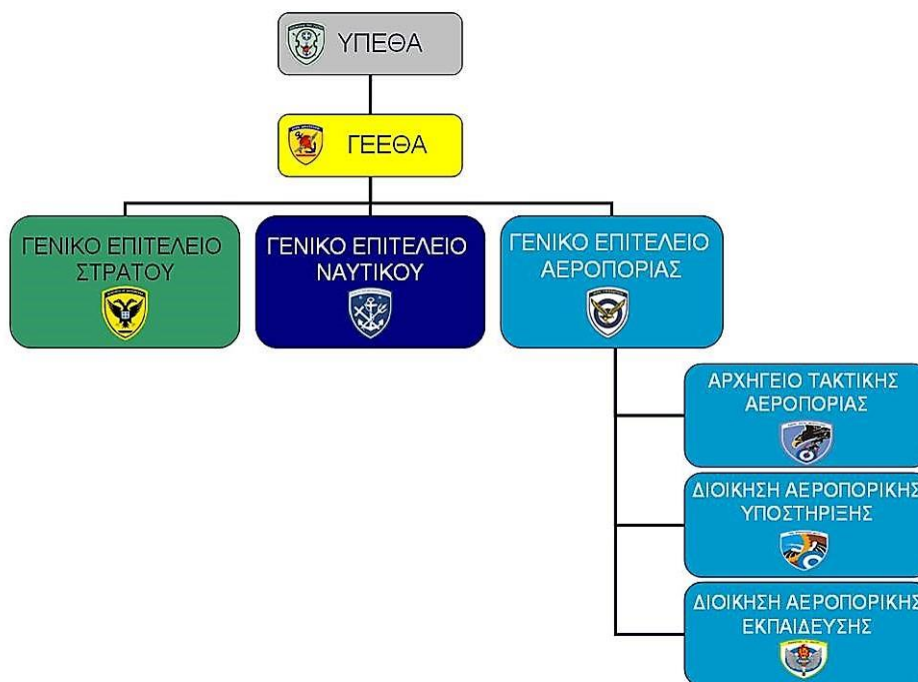 ΥΠΕΘΑ
ΓΕΕΘΑ
ΓΕΝΙΚΟ ΕΠΙΤΕΛΕΙΟ
ΣΤΡΑΤΟΥ
ΓΕΝΙΚΟ ΕΠΙΤΕΛΕΙΟ
ΝΑΥΤΙΚΟΥ
ΓΕΝΙΚΟ ΕΠΙΤΕΛΕΙΟ
ΑΕΡΟΠΟΡΙΑΣ
ΑΡΧΗΓΕΙΟ ΤΑΚΤΙΚΗΣ
ΑΕΡΟΠΟΡΙΑΣ
ΔΙΟΙΚΗΣΗ ΑΕΡΟΠΟΡΙΚΗΣ
ΥΠΟΣΤΗΡΙΞΗΣ
ΔΙΟΙΚΗΣΗ ΑΕΡΟΠΟΡΙΚΗΣ
ΕΚΠΑΙΔΕΥΣΗΣ